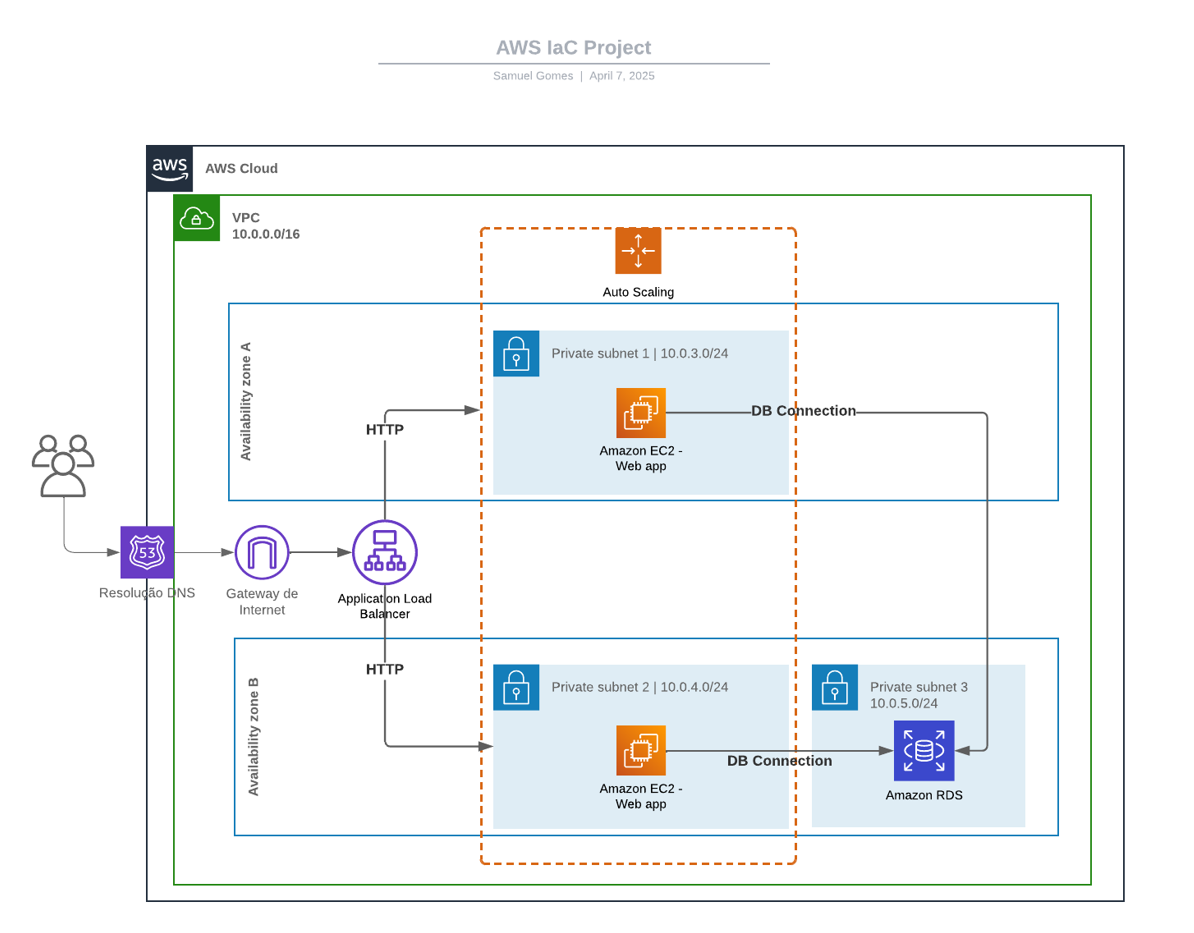 AWS IaC Project
Samuel Gomes | April 7, 2025
aws
AWS Cloud
VPC
10.0.0.0/16
Auto Scaling
Availability zone A
Private subnet 1 | 10.0.3.0/24
Amazon EC2 -
Web app
DB Connection
HTTP
53
Resolução DNS
Gateway de
Internet
Application Load
Balancer
HTTP
Availability zone B
Private subnet 2 | 10.0.4.0/24
Amazon EC2 -
Web app
DB Connection
Private subnet 3
10.0.5.0/24
Amazon RDS